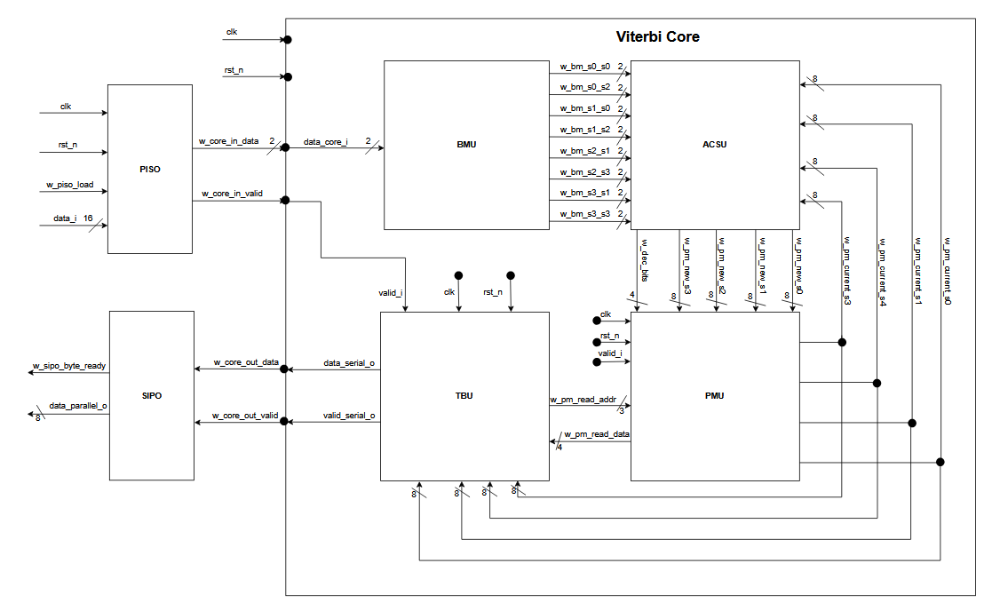 Viterbi Core
clk
rst_n
clk
rst_n
w_piso_load
data_i 16
PISO
w_core_in_data 2
w_core_in_valid
data_core_i 2
BMU
w_bm_s0_s0 2
w_bm_s0_s2 2
w_bm_s1_s0 2
w_bm_s1_s2 2
w_bm_s2_s1 2
w_bm_s2_s3 2
w_bm_s3_s1 2
w_bm_s3_s3 2
ACSU
8
8
8
8
w_dec_bits
w_pm_new_s3
w_pm_new_s2
w_pm_new_s1
w_pm_new_s0
w_pm_current_s3
w_pm_current_s4
w_pm_current_s1
w_pm_current_s0
4
8
8
8
8
valid_i
clk
rst_n
clk
rst_n
valid_i
PMU
TBU
w_pm_read_addr
3
w_pm_read_data
4
data_serial_o
valid_serial_o
w_core_out_data
w_core_out_valid
SIPO
w_sipo_byte_ready
data_parallel_o
8
8
8
8
8